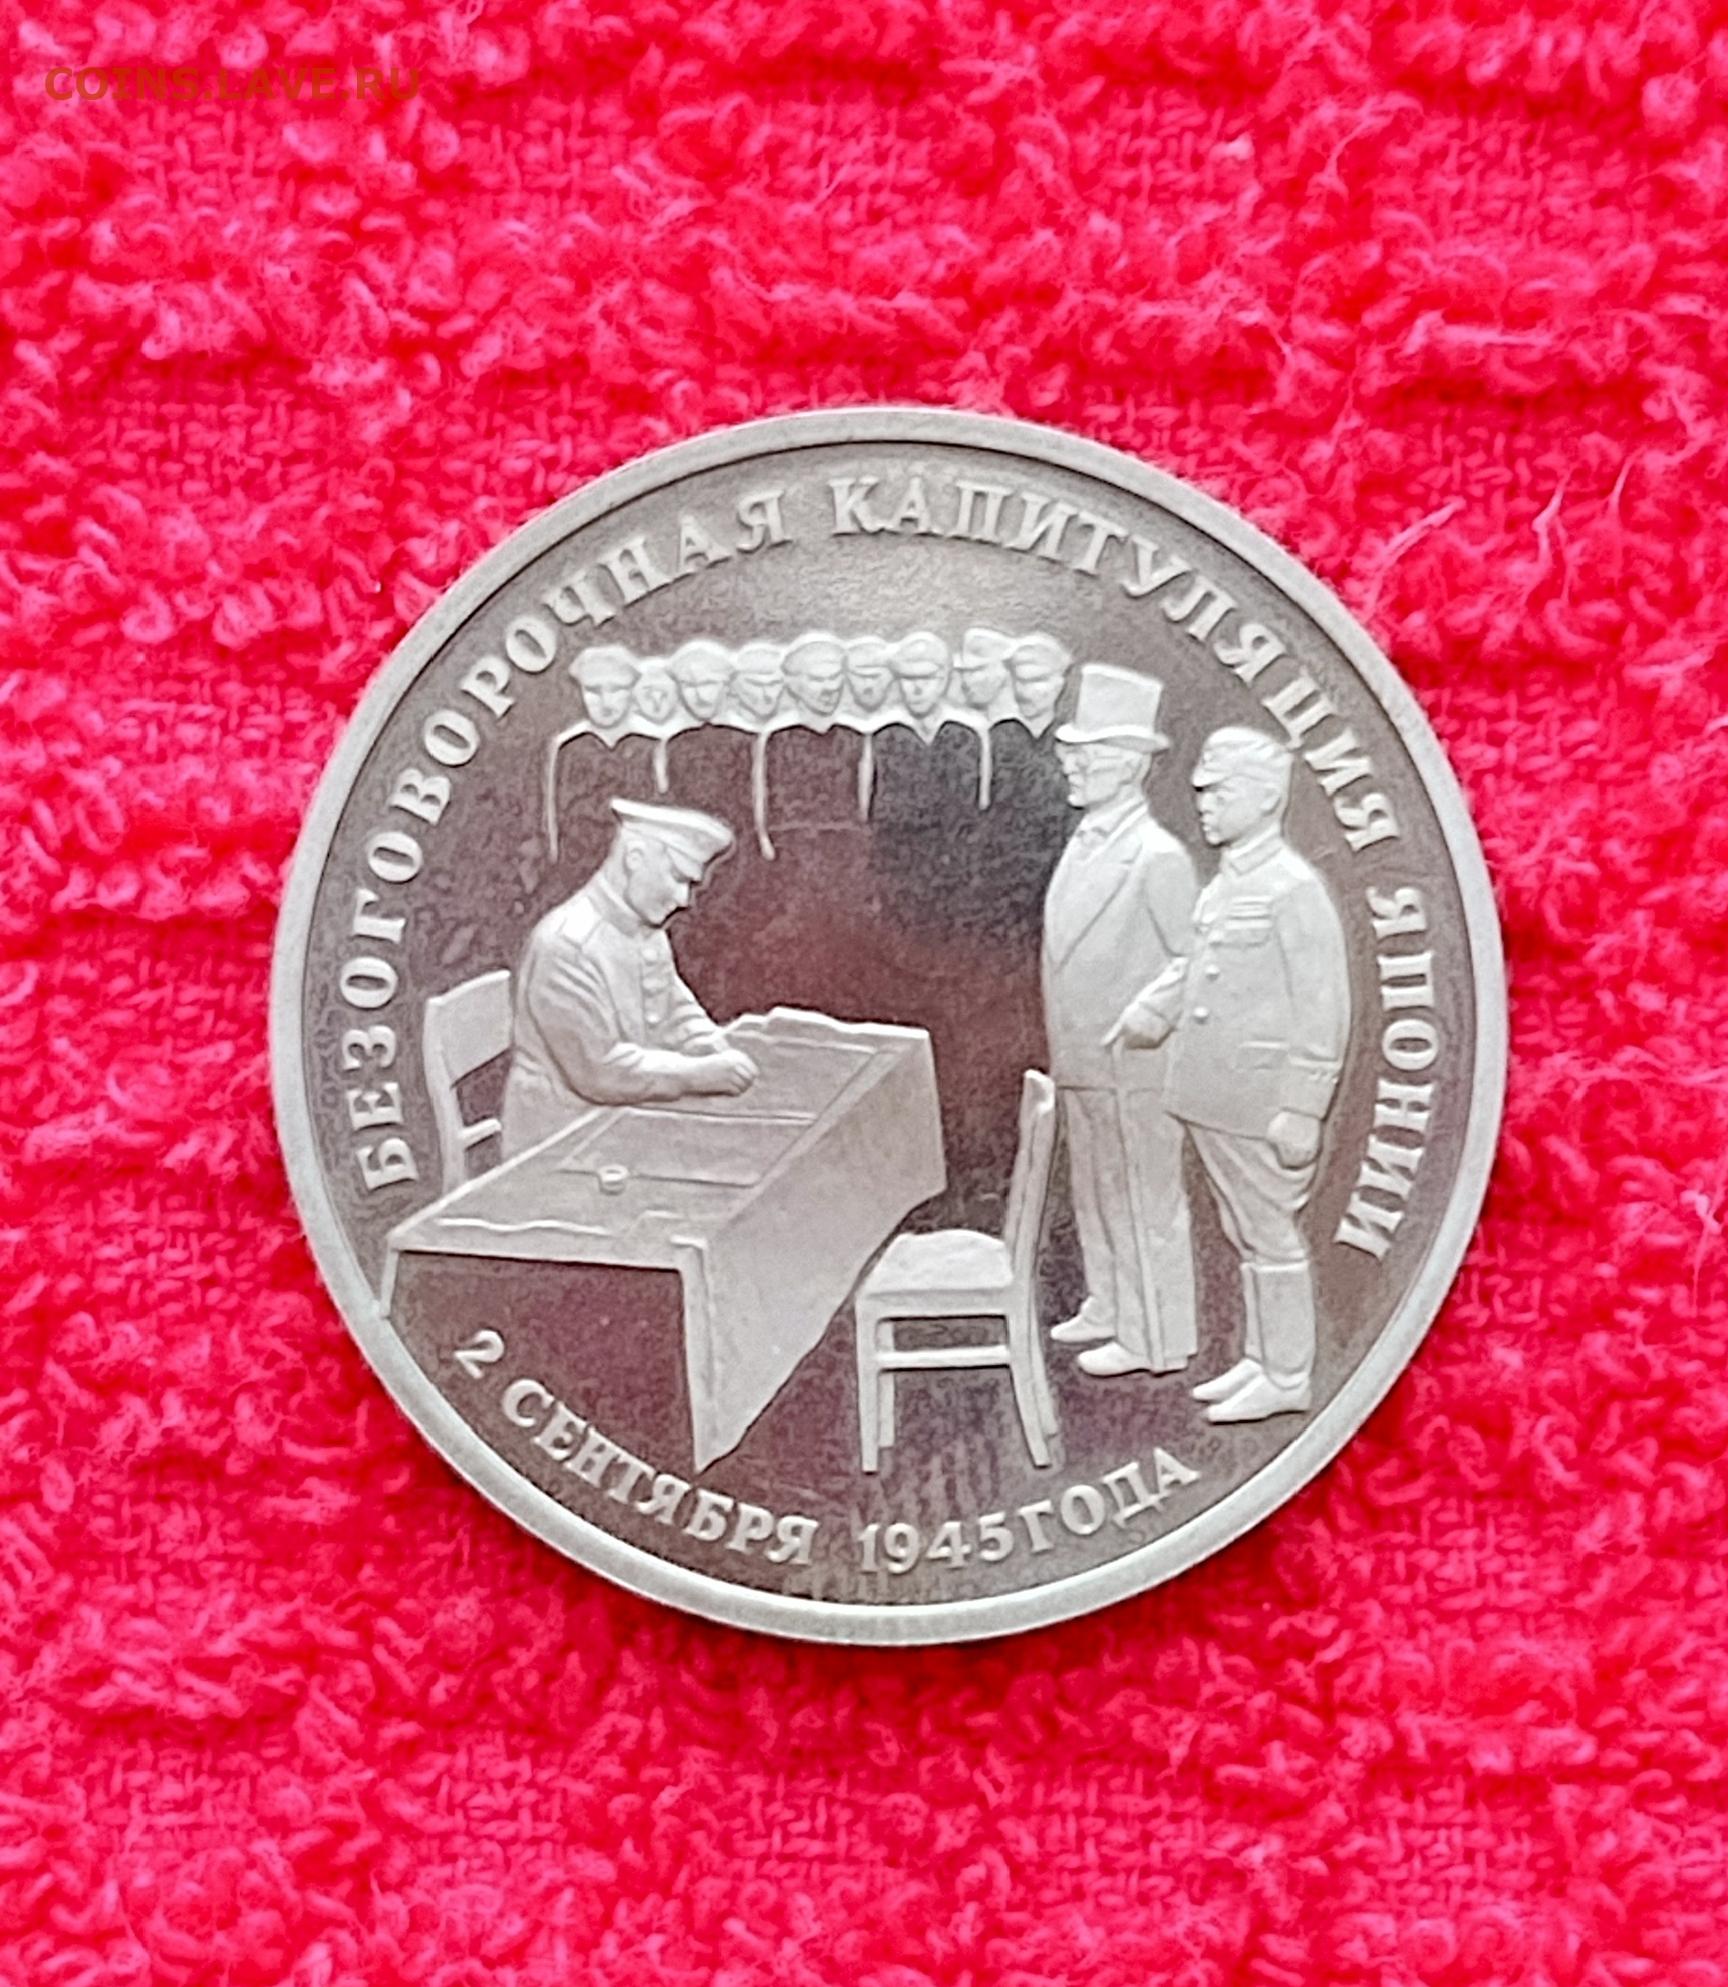 COINS.LAVE.RU
БЕЗОГОВОРОЧНАЯ КАПИТУЛЯЦИЯ ЯПОНИИ
2 СЕНТЯБРЯ 1945 ГОДА